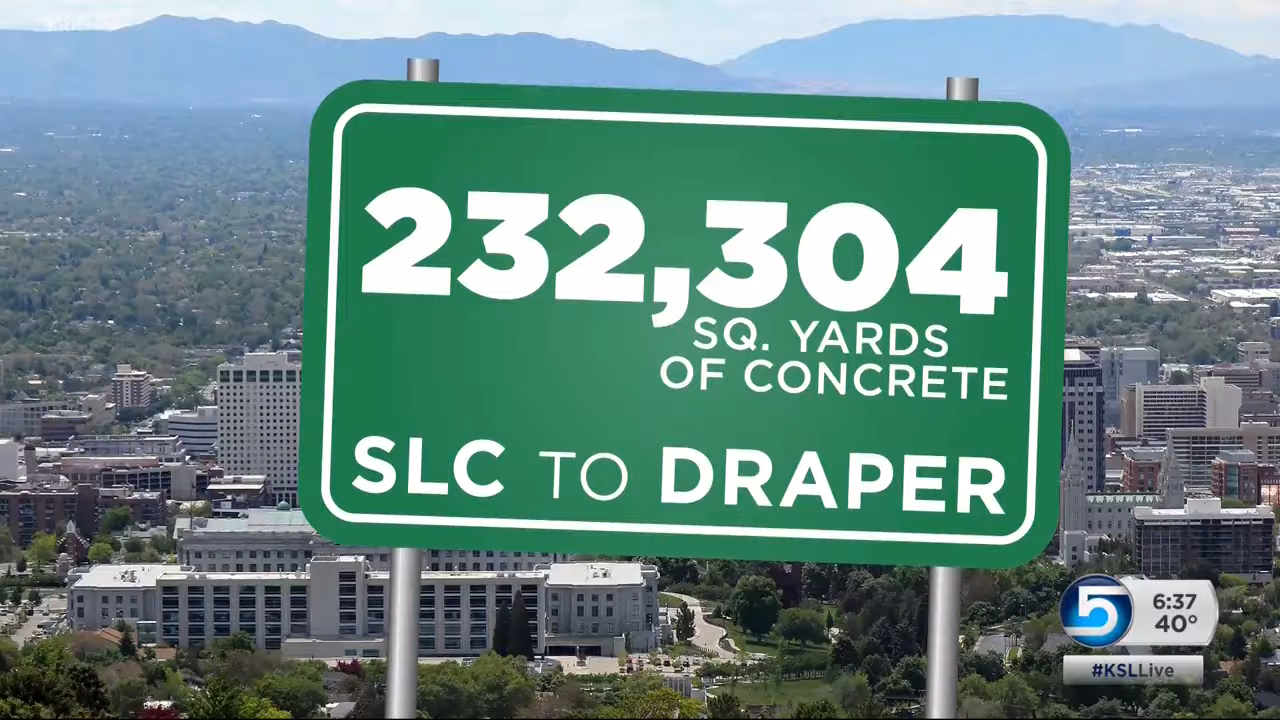 232,304
SQ. YARDS
OF CONCRETE
SLC TO DRAPER
5
6:37
40°
#KSLLive